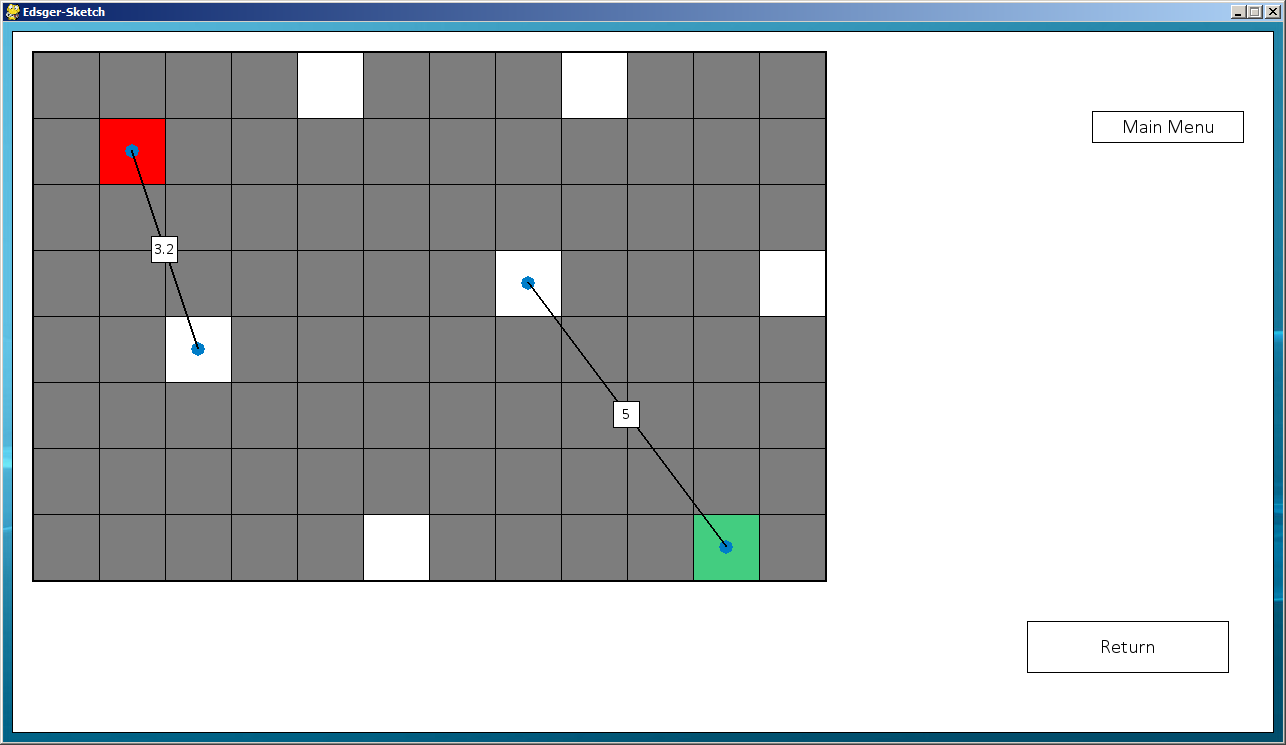 Edsger-Sketch
Main Menu
3.2
5
Return